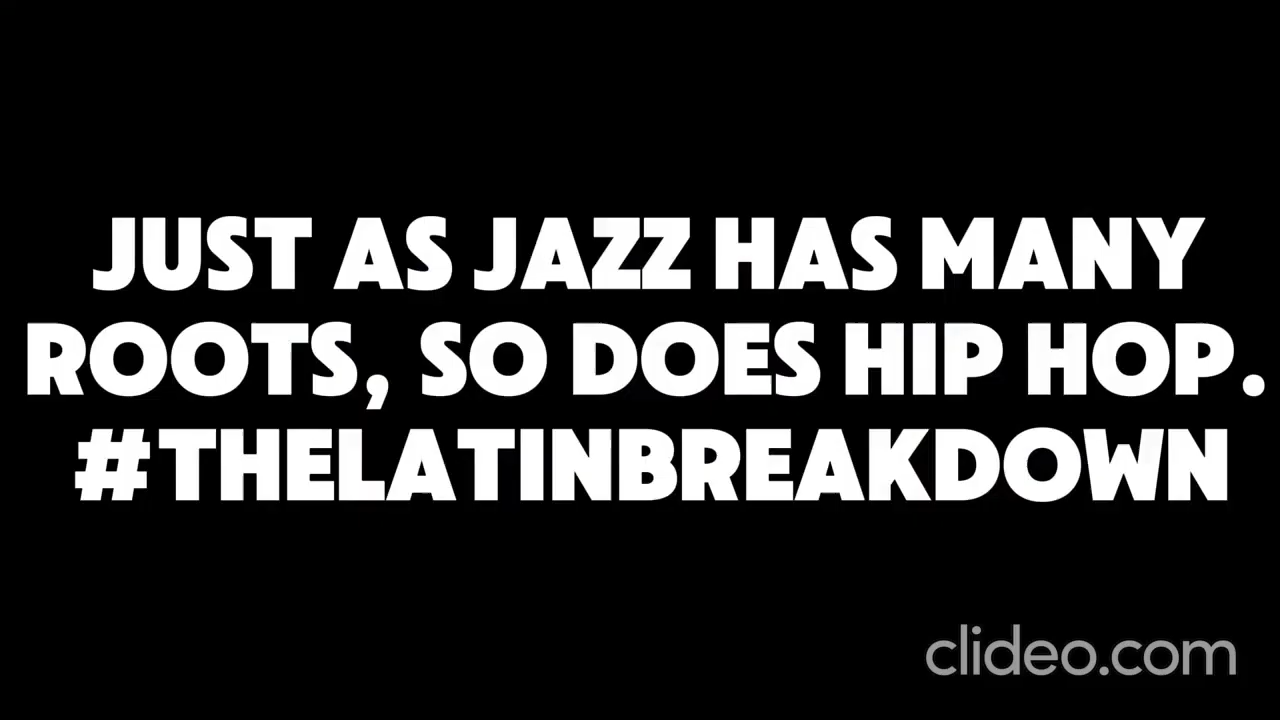 JUST AS JAZZ HAS MANY
ROOTS, SO DOES HIP HOP.
#THELATINBREAKDOWN
clideo.com